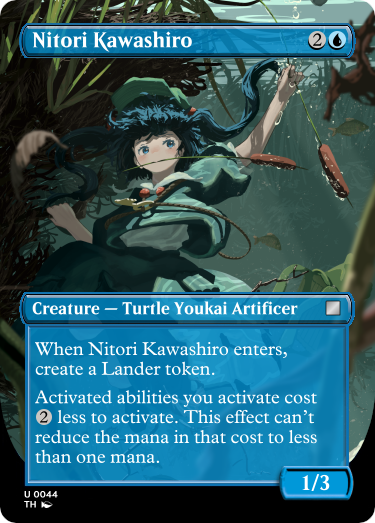 Nitori Kawashiro 2
Creature — Turtle Youkai Artificer
When Nitori Kawashiro enters,
create a Lander token.
Activated abilities you activate cost
2 less to activate. This effect can't
reduce the mana in that cost to less
than one mana.
1/3
U 0044
TH